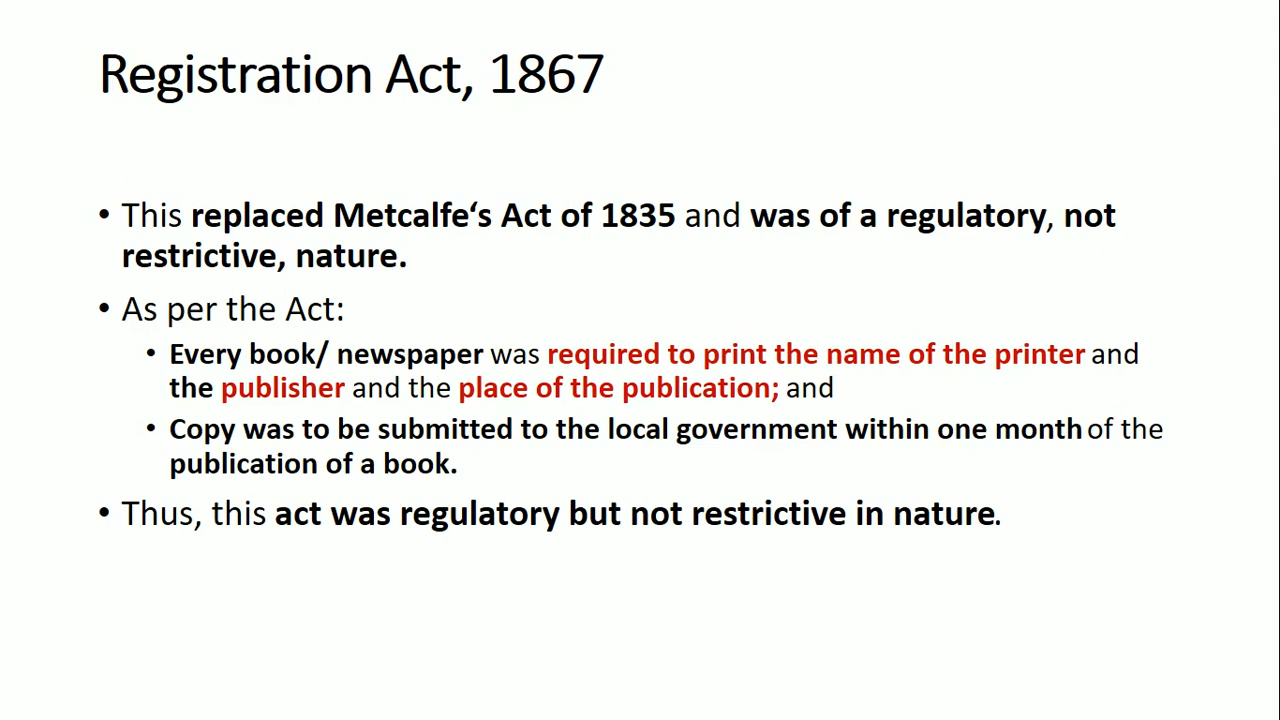 Registration Act, 1867
• This replaced Metcalfe‘s Act of 1835 and was of a regulatory, not
restrictive, nature.
• As per the Act:
• Every book/ newspaper was required to print the name of the printer and
the publisher and the place of the publication; and
• Copy was to be submitted to the local government within one month of the
publication of a book.
• Thus, this act was regulatory but not restrictive in nature.